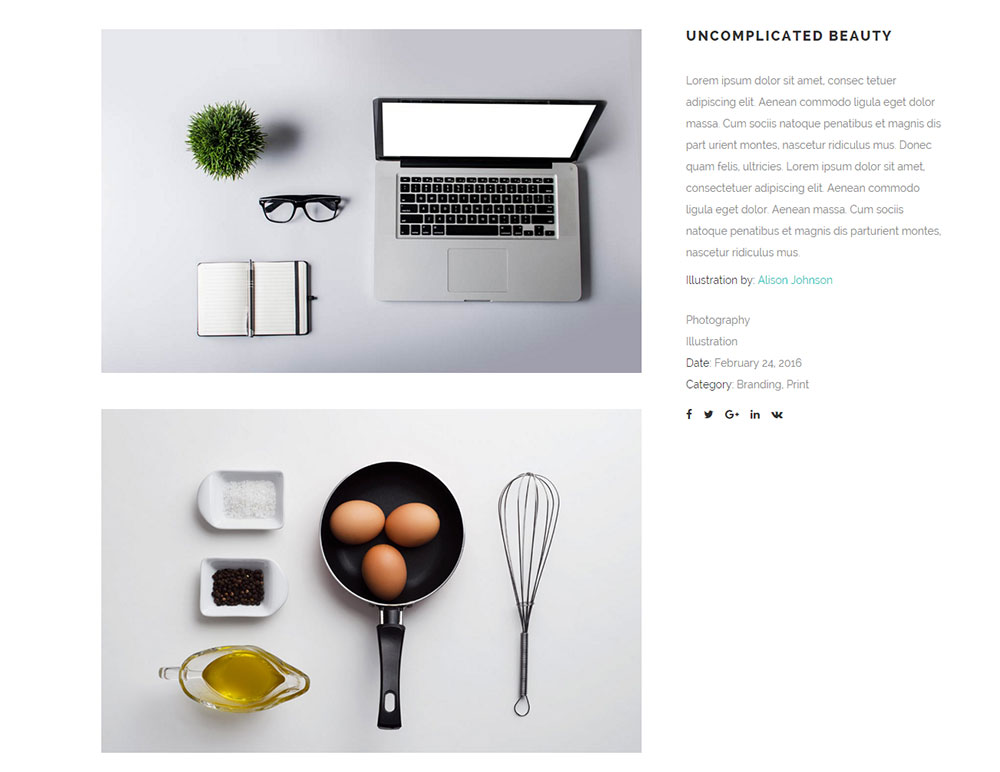 UNCOMPLICATED BEAUTY
Lorem ipsum dolor sit amet, consec tetuer
adipiscing elit. Aenean commodo ligula eget dolor
massa. Cum sociis natoque penatibus et magnis dis
part urient montes, nascetur ridiculus mus. Donec
quam felis, ultricies. Lorem ipsum dolor sit amet,
consectetuer adipiscing elit. Aenean commodo
ligula eget dolor. Aenean massa. Cum sociis
natoque penatibus et magnis dis parturient montes,
nascetur ridiculus mus.
Illustration by: Alison Johnson
Photography
Illustration
Date: February 24, 2016
Category: Branding, Print